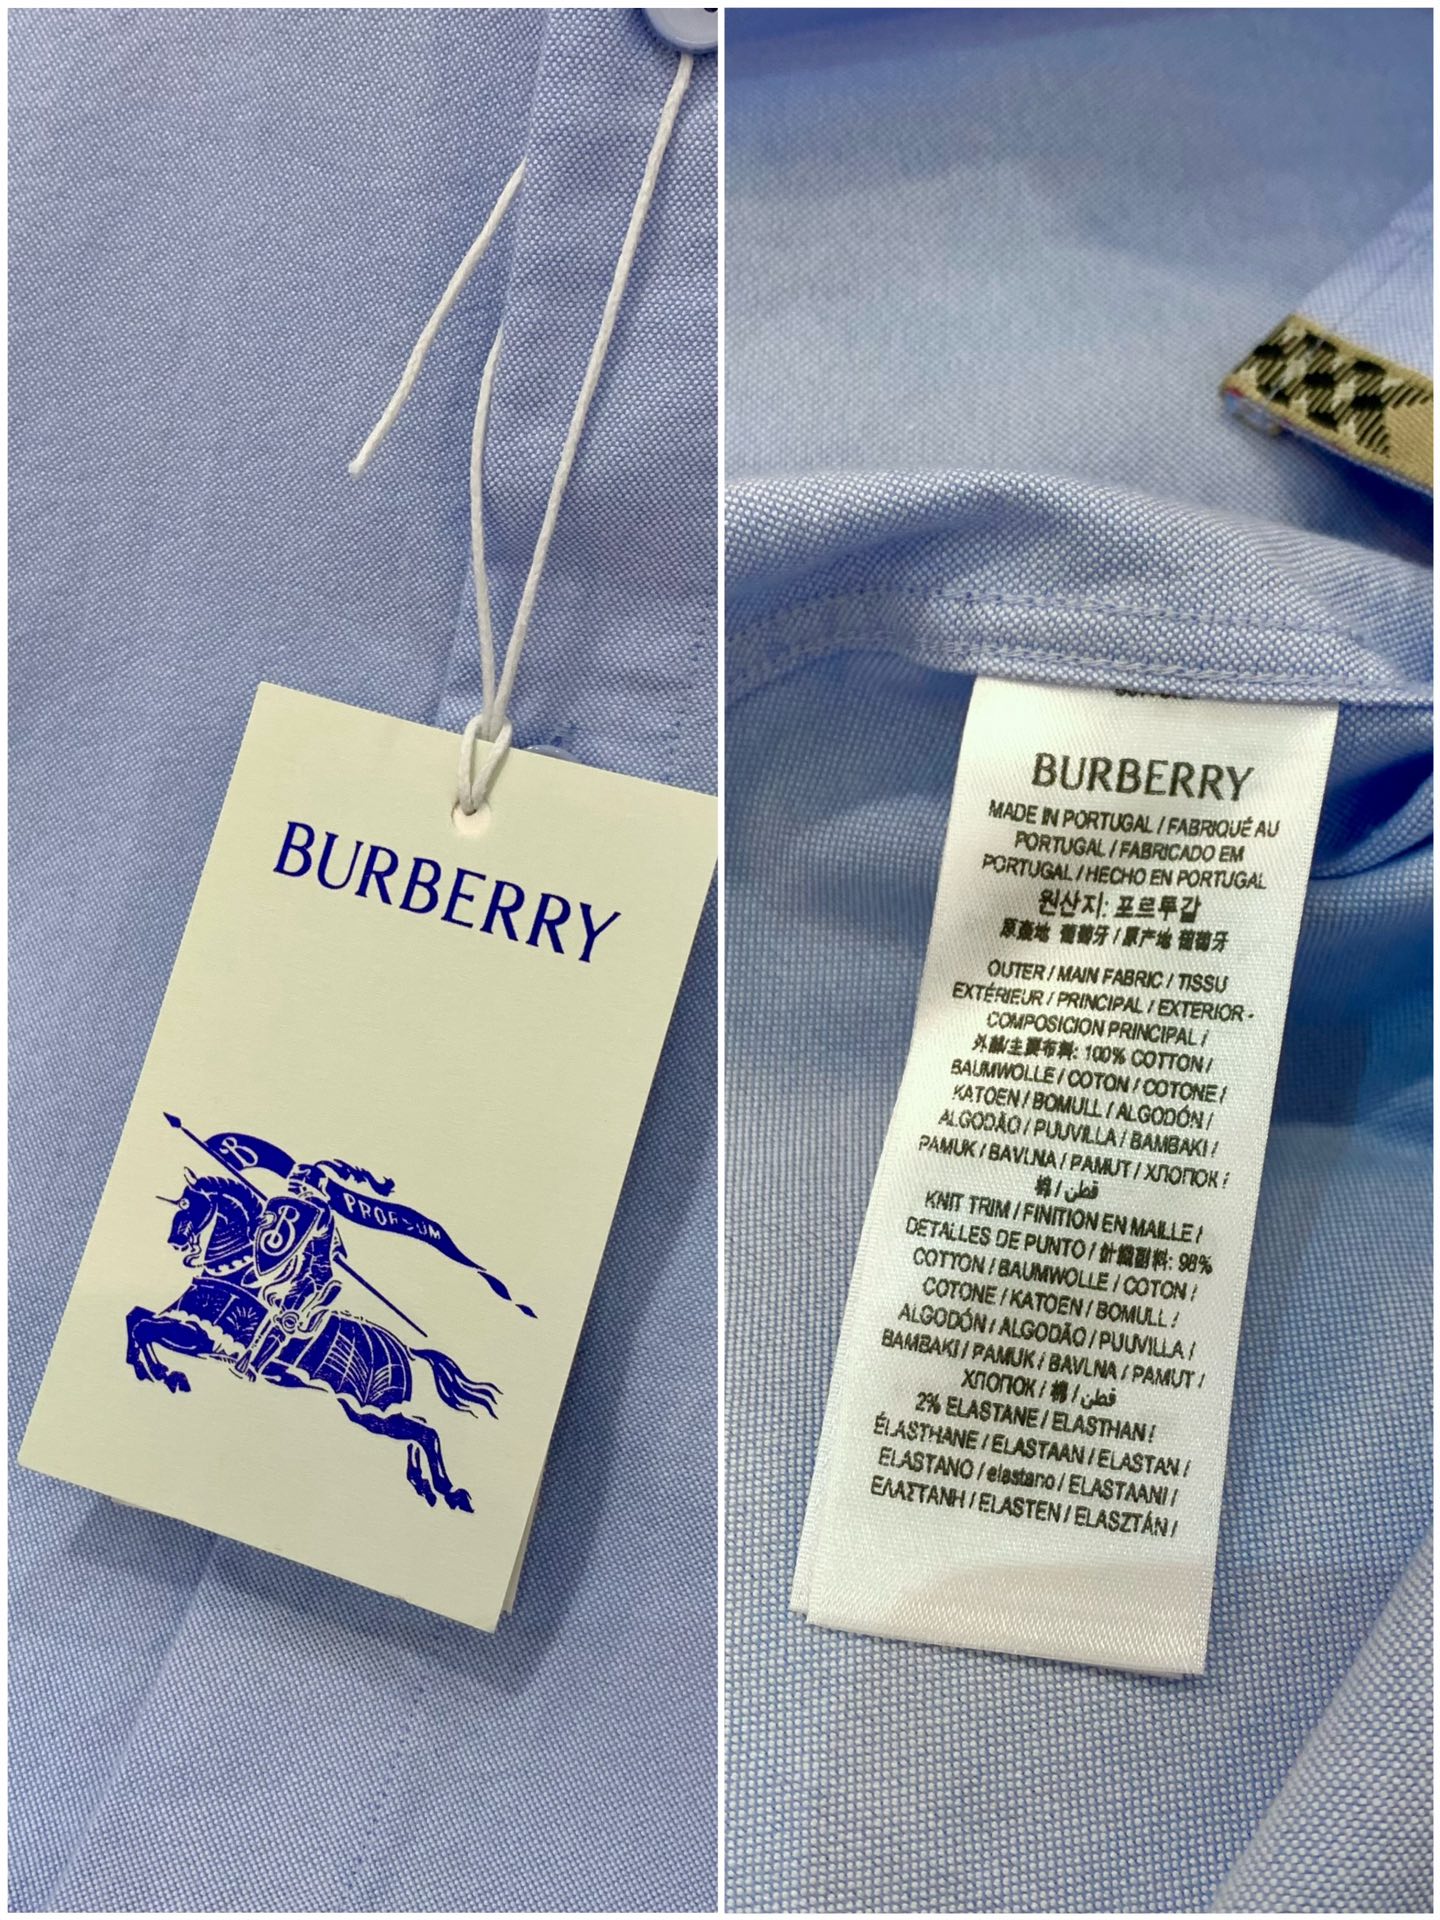 BURBERRY
B
PRORSUM
B
BURBERRY
MADE IN PORTUGAL / FABRIQUÉ AU
PORTUGAL / FABRICADO EM
PORTUGAL / HECHO EN PORTUGAL
원산지: 포르투갈
原產地 葡萄牙 / 原产地 葡萄牙
OUTER / MAIN FABRIC / TISSU
EXTÉRIEUR / PRINCIPAL / EXTERIOR -
COMPOSICION PRINCIPAL /
外部/主要布料: 100% COTTON /
BAUMWOLLE / COTON / COTONE /
KATOEN / BOMULL / ALGODÓN /
ALGODÃO / PUUVILLA / BAMBAKI /
PAMUK / BAVLNA / PAMUT / ХЛОПОК /
棉 / قطن
KNIT TRIM / FINITION EN MAILLE /
DETALLES DE PUNTO / 針織副料: 98%
COTTON / BAUMWOLLE / COTON /
COTONE / KATOEN / BOMULL /
ALGODÓN / ALGODÃO / PUUVILLA /
BAMBAKI / PAMUK / BAVLNA / PAMUT /
ХЛОПОК / 棉 / قطن
2% ELASTANE / ELASTHAN /
ÉLASTHANE / ELASTAAN / ELASTAN /
ELASTANO / elastano / ELASTAANI /
ΕΛΑΣΤΑΝΗ / ELASTEN / ELASZTÁN /